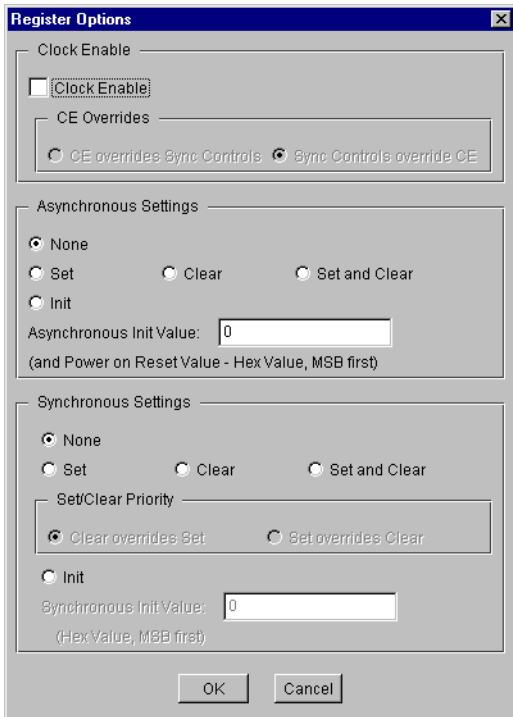 Register Options
Clock Enable
Clock Enable
CE Overrides
CE overrides Sync Controls Sync Controls override CE
Asynchronous Settings
None
Set Clear Set and Clear
Init
Asynchronous Init Value: 0
(and Power on Reset Value - Hex Value, MSB first)
Synchronous Settings
None
Set Clear Set and Clear
Set/Clear Priority
Clear overrides Set Set overrides Clear
Init
Synchronous Init Value: 0
(Hex Value, MSB first)
OK Cancel